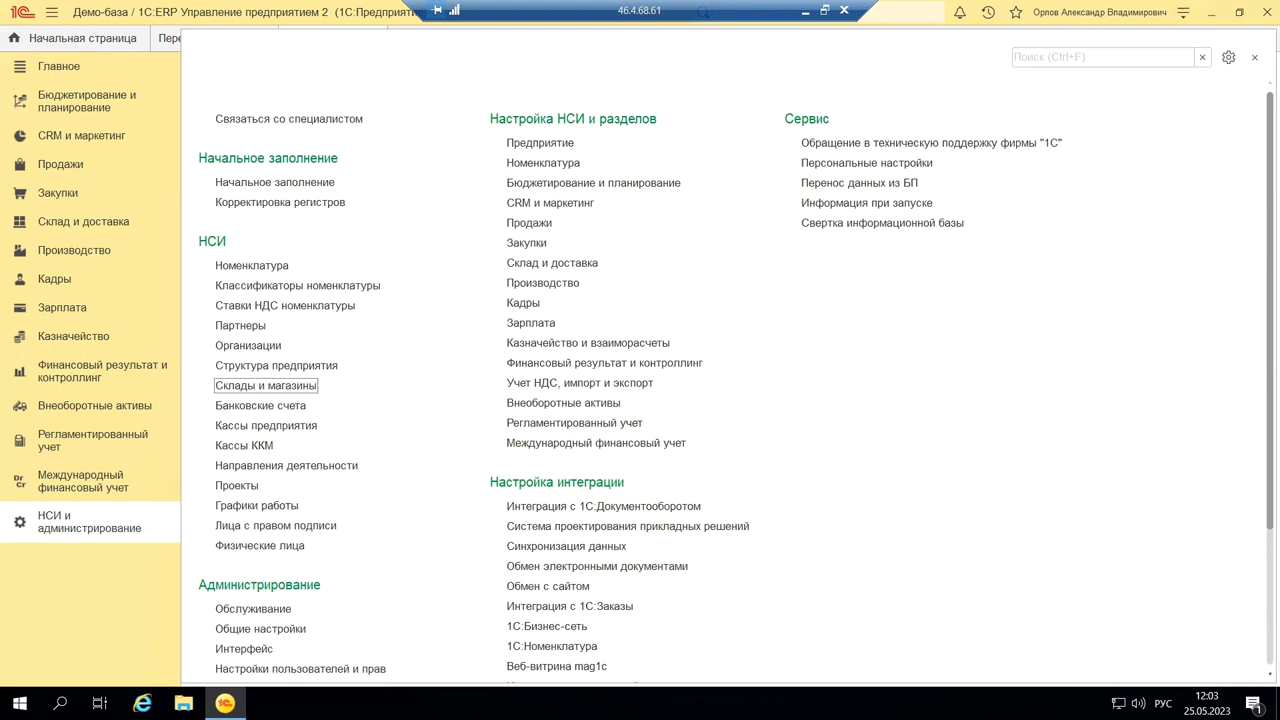 Демо-база / 1С:ERP Управление предприятием 2 (1С:Предприятие
46.4.68.61
Орлов Александр Владимирович
Начальная страница
Пере
Поиск (Ctrl+F)
Главное
Бюджетирование и
планирование
CRM и маркетинг
Продажи
Закупки
Склад и доставка
Производство
Кадры
Зарплата
Казначейство
Финансовый результат и
контроллинг
Внеоборотные активы
Регламентированный
учет
Международный
финансовый учет
НСИ и
администрирование
Связаться со специалистом
Начальное заполнение
Начальное заполнение
Корректировка регистров
НСИ
Номенклатура
Классификаторы номенклатуры
Ставки НДС номенклатуры
Партнеры
Организации
Структура предприятия
Склады и магазины
Банковские счета
Кассы предприятия
Кассы ККМ
Направления деятельности
Проекты
Графики работы
Лица с правом подписи
Физические лица
Администрирование
Обслуживание
Общие настройки
Интерфейс
Настройки пользователей и прав
Настройка НСИ и разделов
Предприятие
Номенклатура
Бюджетирование и планирование
CRM и маркетинг
Продажи
Закупки
Склад и доставка
Производство
Кадры
Зарплата
Казначейство и взаиморасчеты
Финансовый результат и контроллинг
Учет НДС, импорт и экспорт
Внеоборотные активы
Регламентированный учет
Международный финансовый учет
Настройка интеграции
Интеграция с 1С:Документооборотом
Система проектирования прикладных решений
Синхронизация данных
Обмен электронными документами
Обмен с сайтом
Интеграция с 1С:Заказы
1С:Бизнес-сеть
1С:Номенклатура
Веб-витрина mag1c
Сервис
Обращение в техническую поддержку фирмы "1С"
Персональные настройки
Перенос данных из БП
Информация при запуске
Свертка информационной базы
РУС
12:03
25.05.2023
1